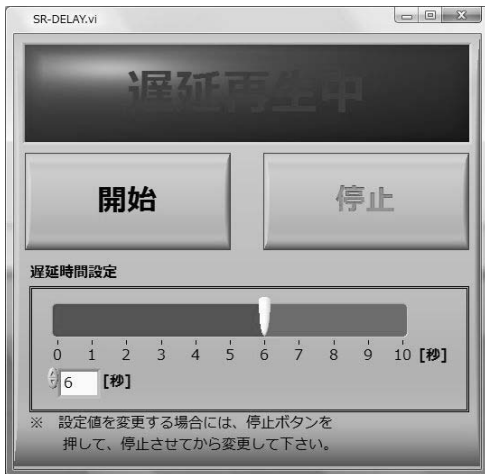 SR-DELAY.vi
遅延再生中
開始
停止
遅延時間設定
0 1 2 3 4 5 6 7 8 9 10 [秒]
6 [秒]
※ 設定値を変更する場合には、停止ボタンを
押して、停止させてから変更して下さい。